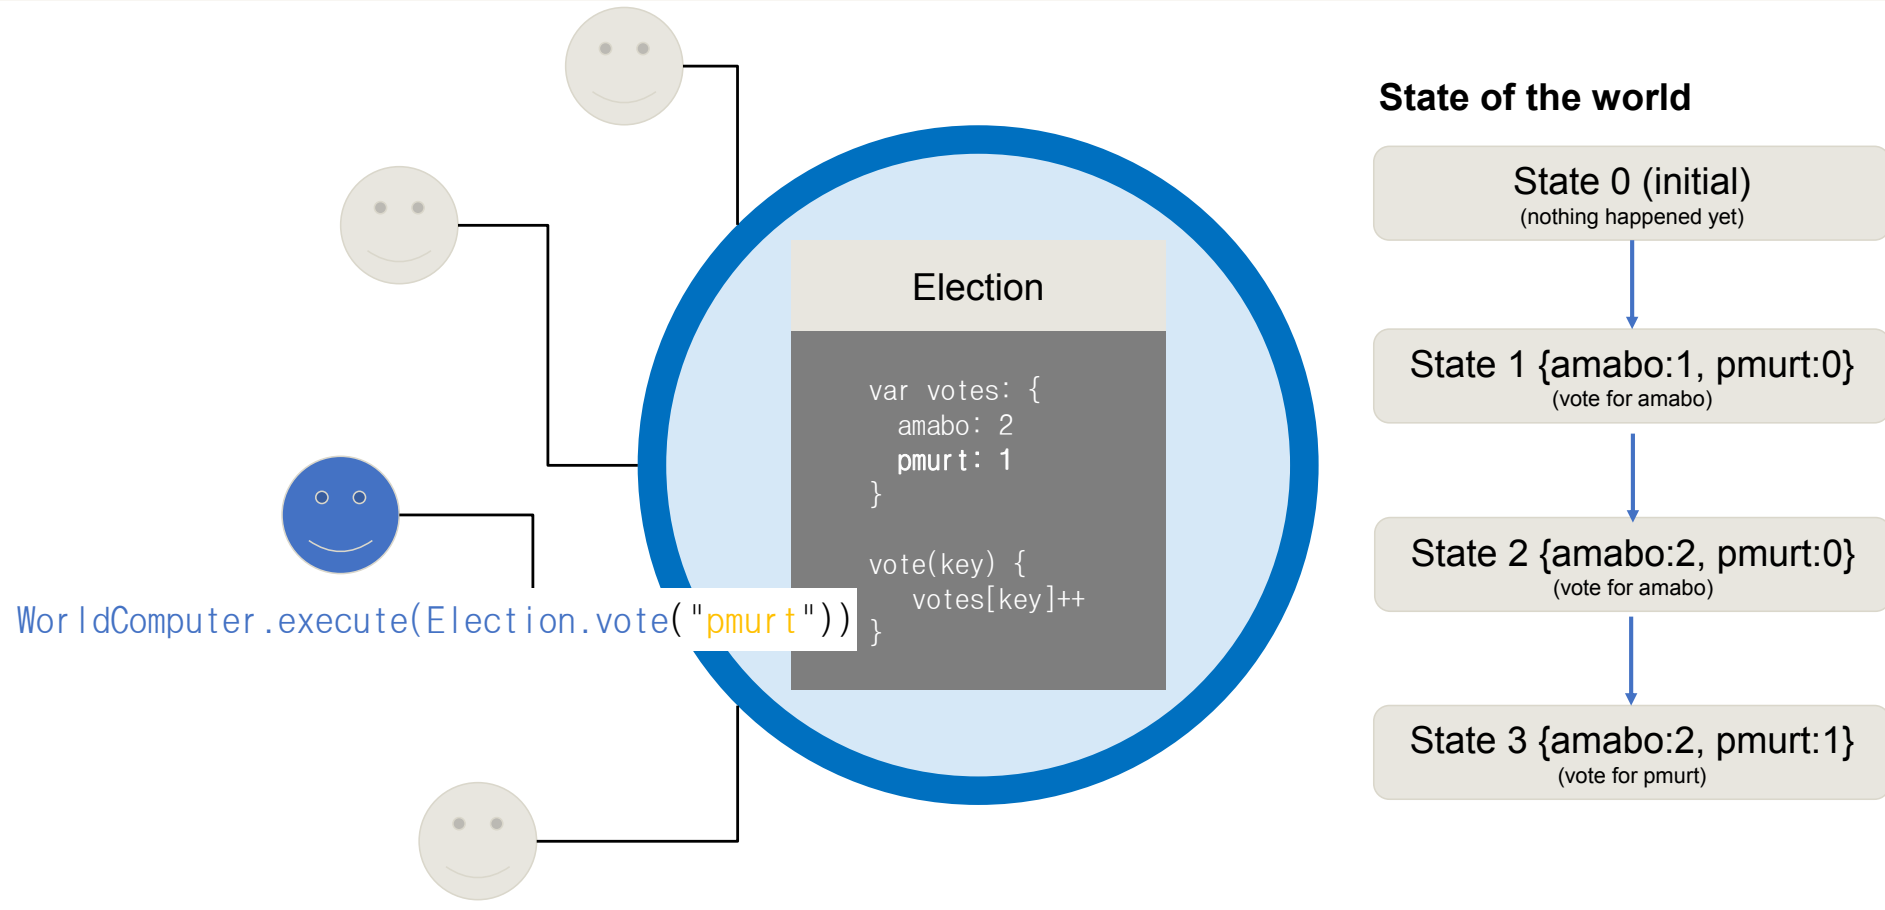 State of the world
State 0 (initial)
(nothing happened yet)
State 1 {amabo:1, pmurt:0}
(vote for amabo)
State 2 {amabo:2, pmurt:0}
(vote for amabo)
State 3 {amabo:2, pmurt:1}
(vote for pmurt)
Election
var votes: {
amabo: 2
pmurt: 1
}
vote(key) {
votes[key]++
}
WorldComputer.execute(Election.vote("pmurt"))